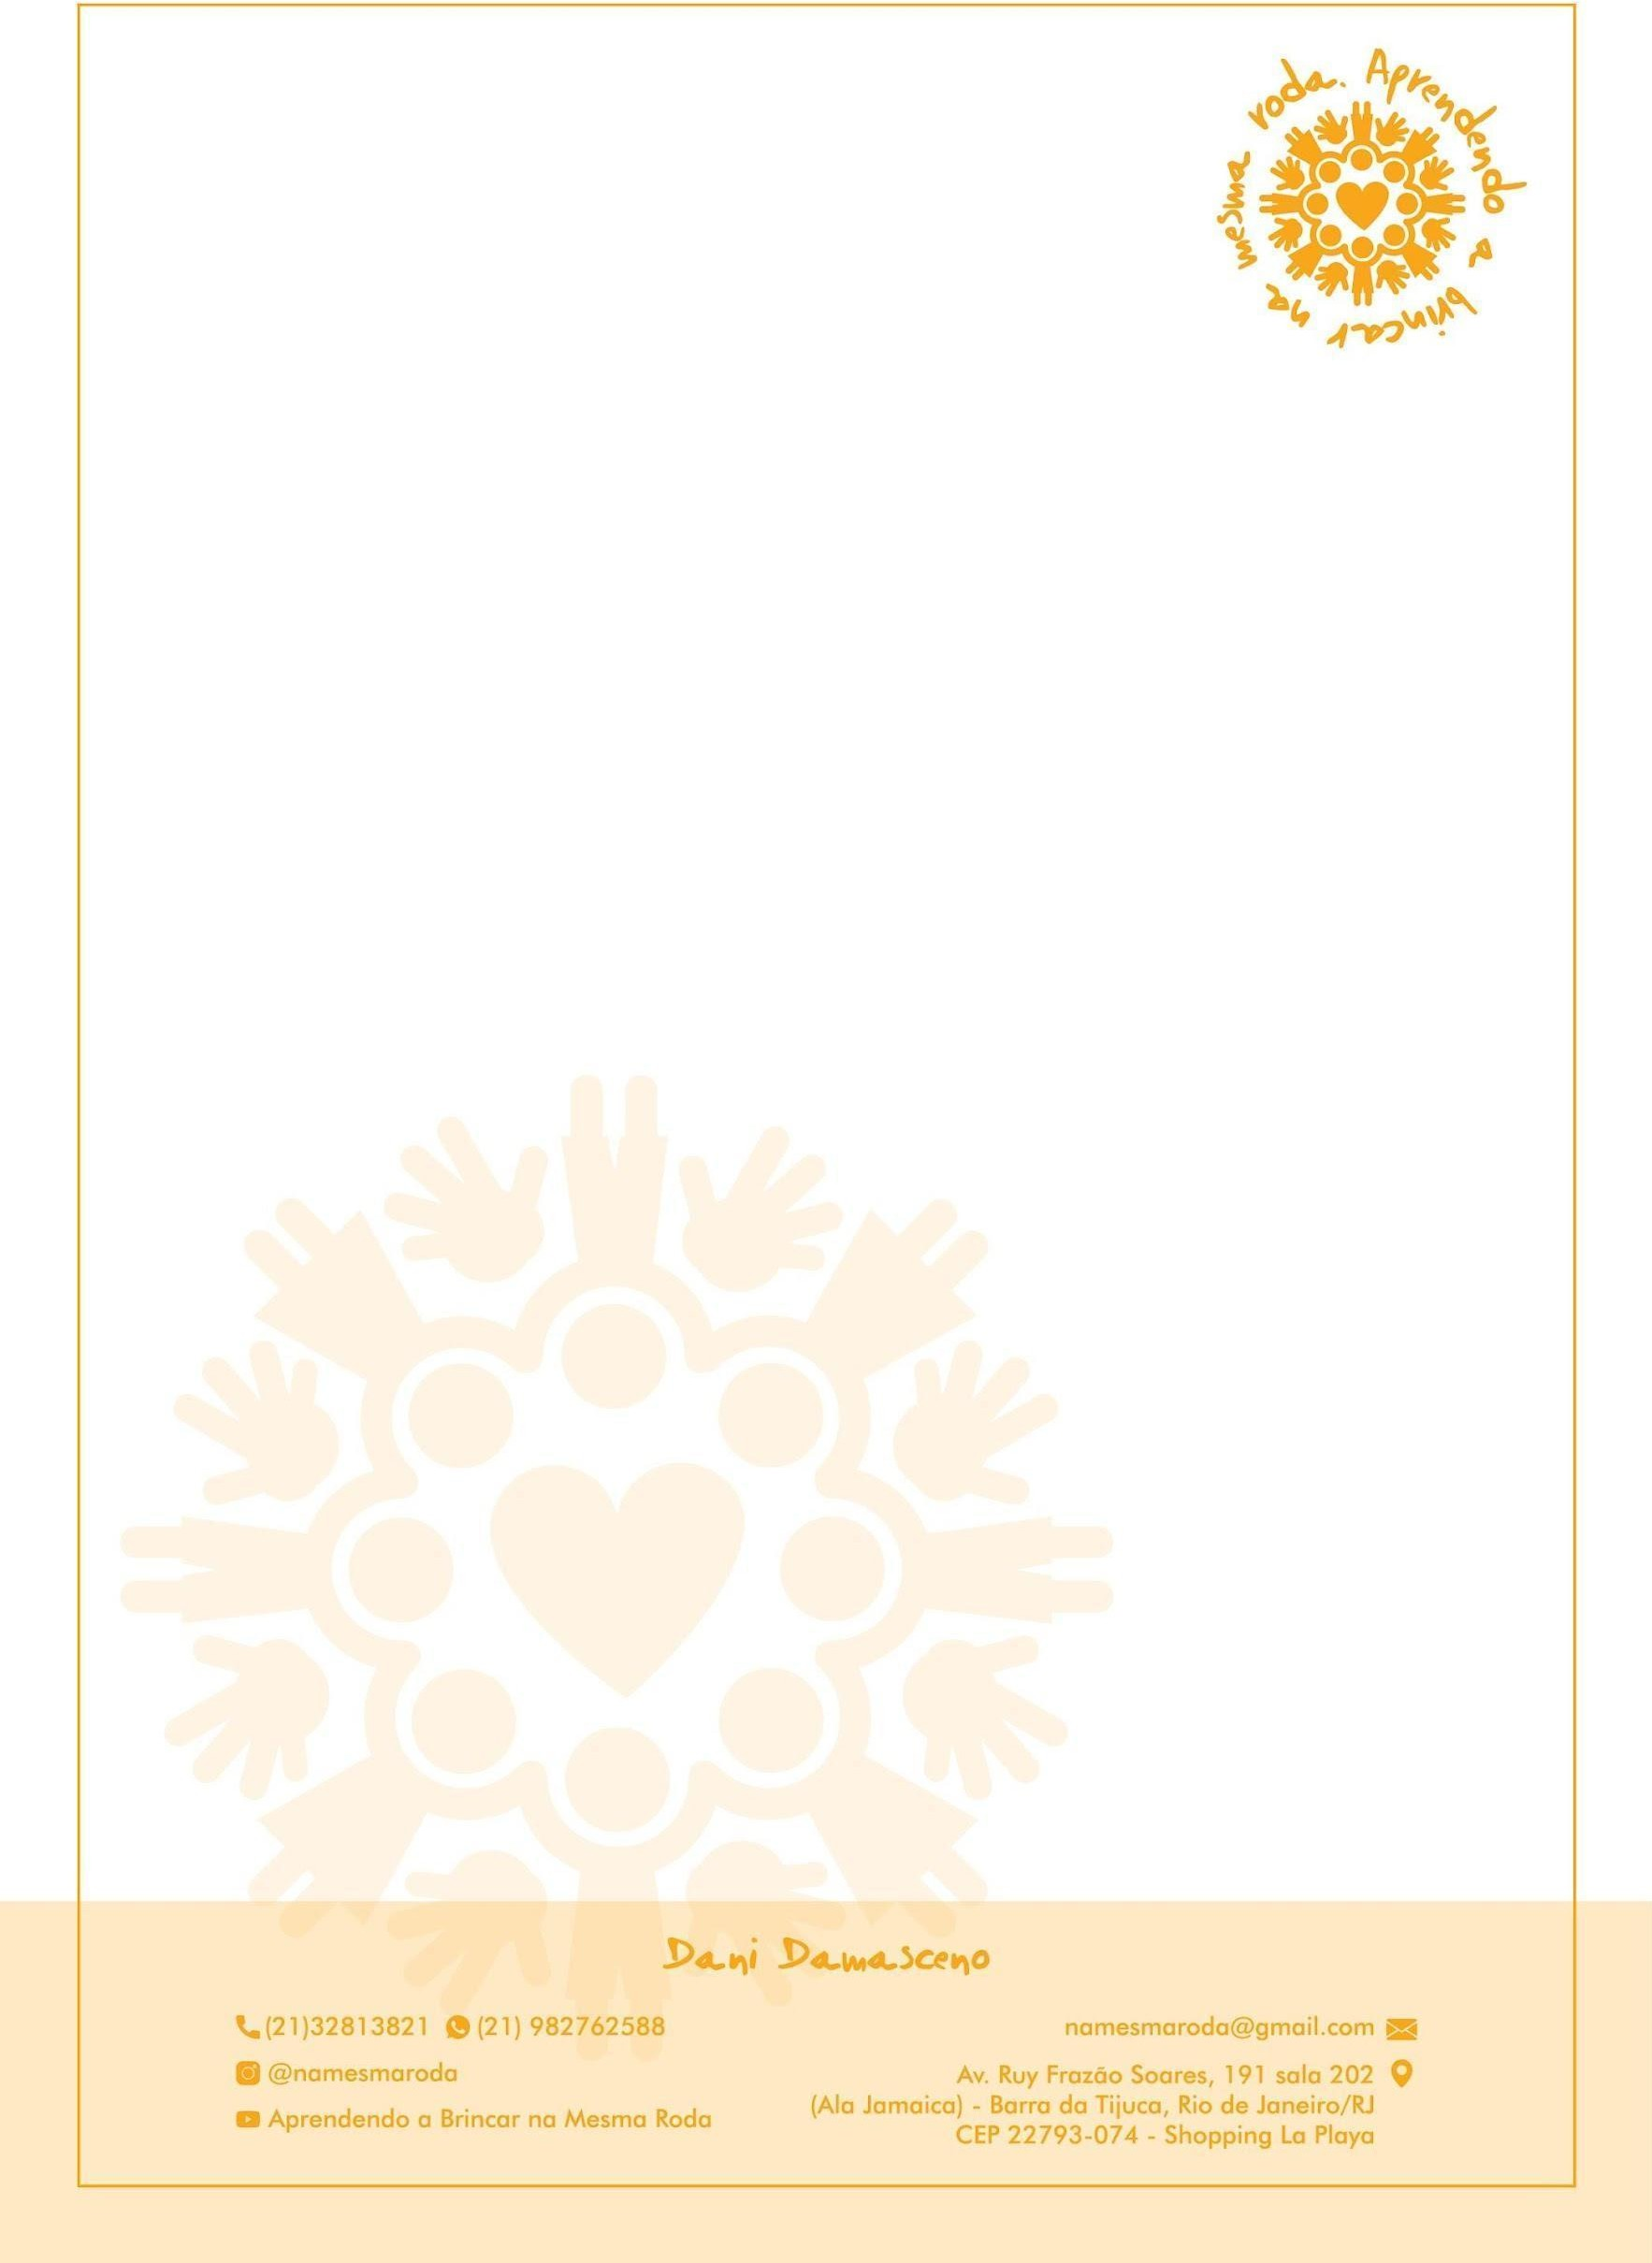 Aprendendo a brincar na mesma roda.
Dani Damasceno
(21)32813821 (21) 982762588
@namesmaroda
Aprendendo a Brincar na Mesma Roda
namesmaroda@gmail.com
Av. Ruy Frazão Soares, 191 sala 202
(Ala Jamaica) - Barra da Tijuca, Rio de Janeiro/RJ
CEP 22793-074 - Shopping La Playa